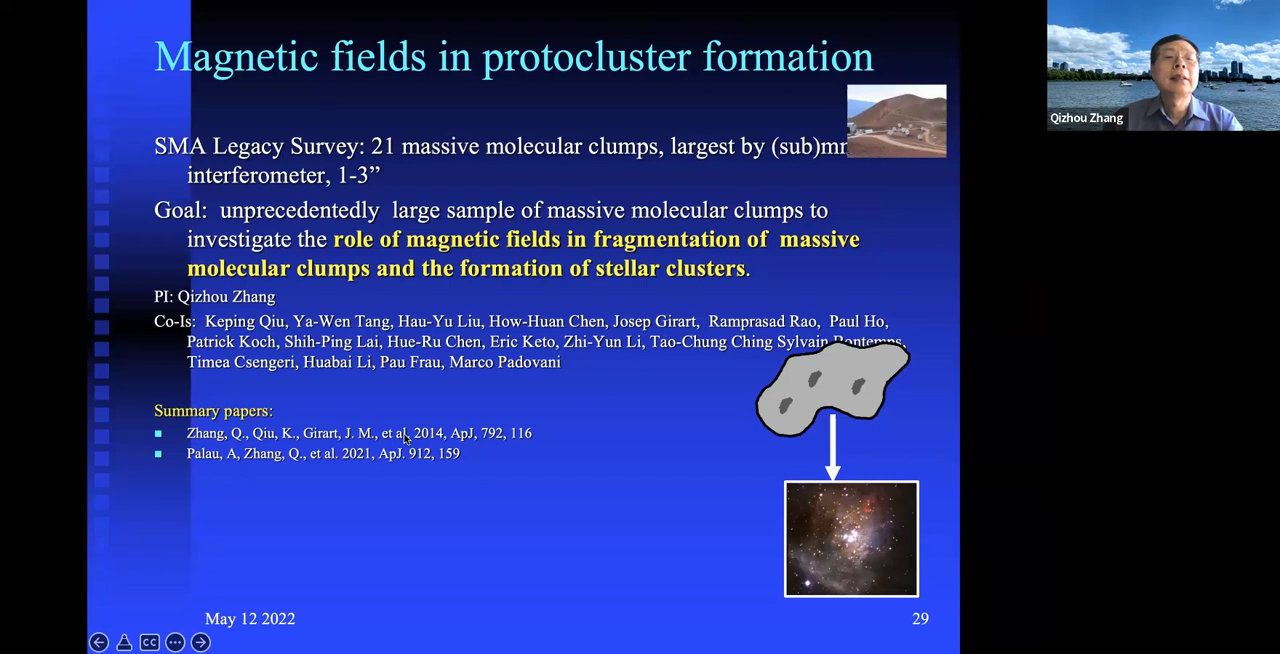 Magnetic fields in protocluster formation
Qizhou Zhang
SMA Legacy Survey: 21 massive molecular clumps, largest by (sub)mm
interferometer, 1-3”
Goal: unprecedentedly large sample of massive molecular clumps to
investigate the role of magnetic fields in fragmentation of massive
molecular clumps and the formation of stellar clusters.
PI: Qizhou Zhang
Co-Is: Keping Qiu, Ya-Wen Tang, Hau-Yu Liu, How-Huan Chen, Josep Girart, Ramprasad Rao, Paul Ho,
Patrick Koch, Shih-Ping Lai, Hue-Ru Chen, Eric Keto, Zhi-Yun Li, Tao-Chung Ching Sylvain Bontemps,
Timea Csengeri, Huabai Li, Pau Frau, Marco Padovani
Summary papers:
Zhang, Q., Qiu, K., Girart, J. M., et al. 2014, ApJ, 792, 116
Palau, A, Zhang, Q., et al. 2021, ApJ. 912, 159
May 12 2022
29
CC